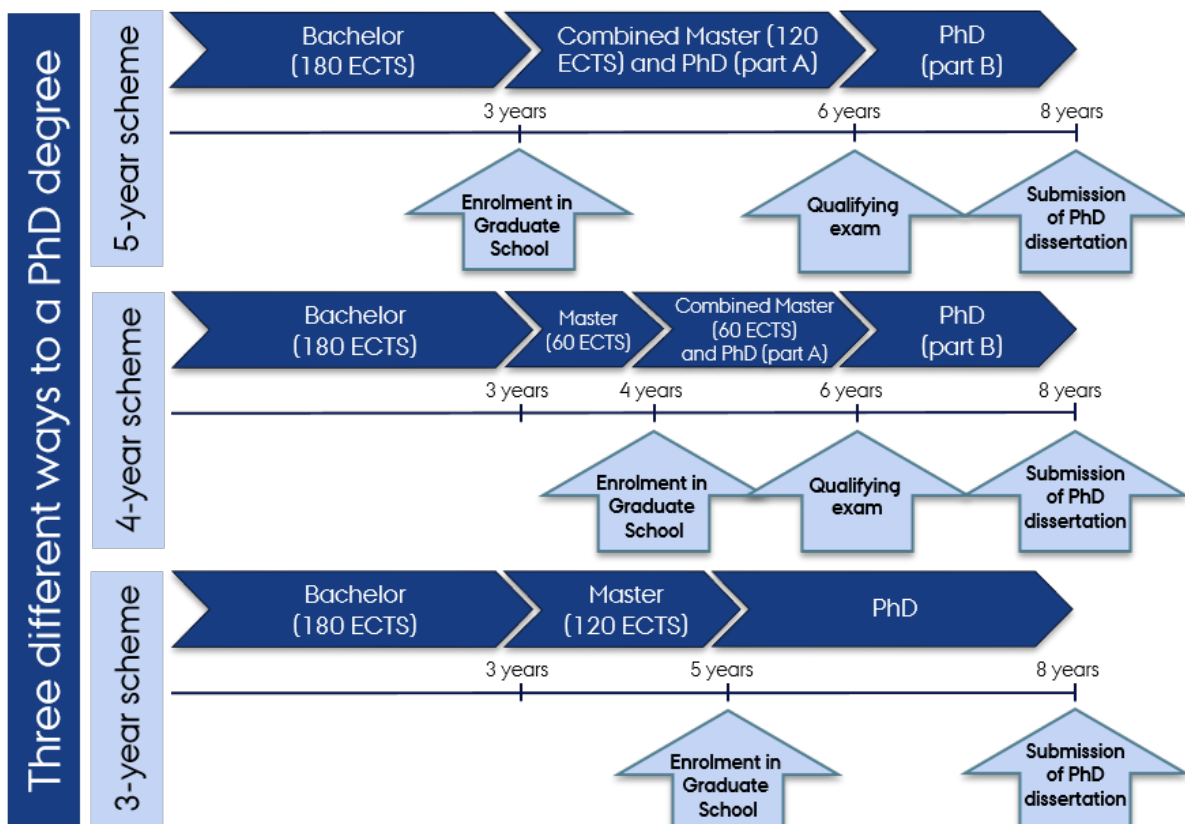 Three different ways to a PhD degree
5-year scheme
Bachelor
(180 ECTS)
Combined Master (120
ECTS) and PhD (part A)
PhD
(part B)
3 years
6 years
8 years
Enrolment in
Graduate
School
Qualifying
exam
Submission
of PhD
dissertation
4-year scheme
Bachelor
(180 ECTS)
Master
(60 ECTS)
Combined Master
(60 ECTS)
and PhD (part A)
PhD
(part B)
3 years
4 years
6 years
8 years
Enrolment in
Graduate
School
Qualifying
exam
Submission
of PhD
dissertation
3-year scheme
Bachelor
(180 ECTS)
Master
(120 ECTS)
PhD
3 years
5 years
8 years
Enrolment in
Graduate
School
Submission
of PhD
dissertation